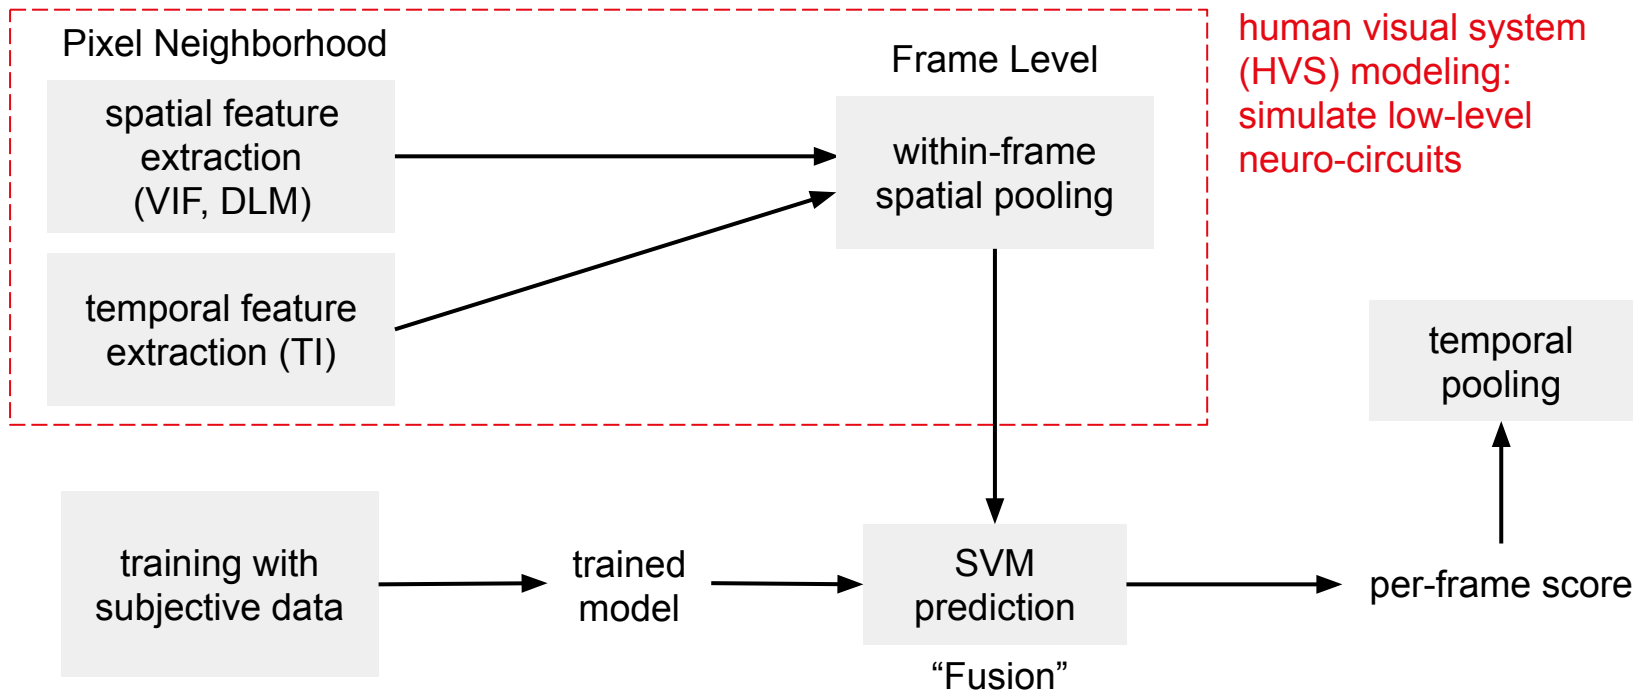 Pixel Neighborhood
spatial feature
extraction
(VIF, DLM)
temporal feature
extraction (TI)
Frame Level
within-frame
spatial pooling
human visual system
(HVS) modeling:
simulate low-level
neuro-circuits
training with
subjective data
trained
model
SVM
prediction
“Fusion”
per-frame score
temporal
pooling